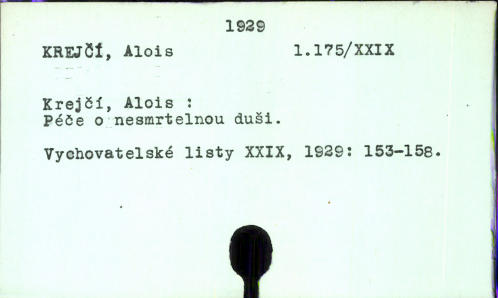 1929
KREJČÍ, Alois 1.175/XXIX
Krejčí, Alois :
Péče o nesmrtelnou duši.
Vychovatelské listy XXIX, 1929: 153-158.